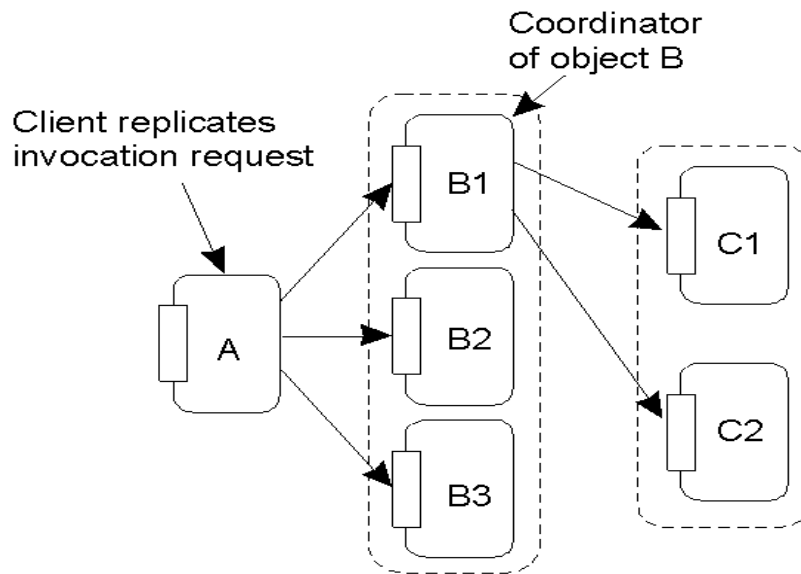 Coordinator
of object B
Client replicates
invocation request
A
B1
B2
B3
C1
C2